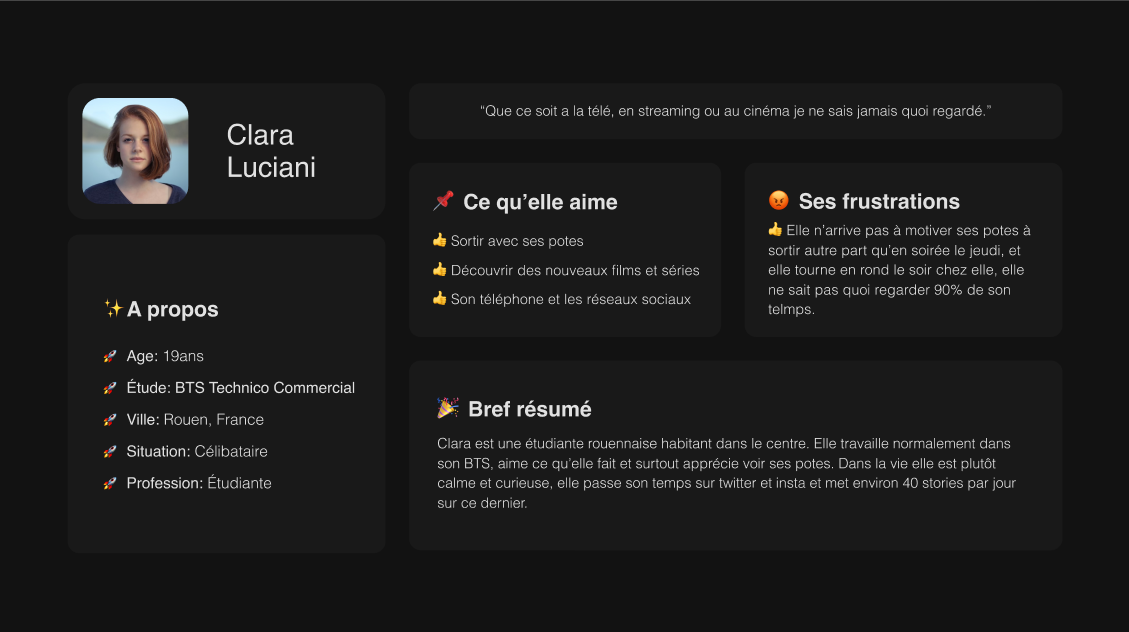 Clara
Luciani
“Que ce soit a la télé, en streaming ou au cinéma je ne sais jamais quoi regardé.”
📌 Ce qu’elle aime
👍 Sortir avec ses potes
👍 Découvrir des nouveaux films et séries
👍 Son téléphone et les réseaux sociaux
😡 Ses frustrations
👍 Elle n’arrive pas à motiver ses potes à
sortir autre part qu’en soirée le jeudi, et
elle tourne en rond le soir chez elle, elle
ne sait pas quoi regarder 90% de son
telmps.
✨A propos
🚀 Age: 19ans
🚀 Étude: BTS Technico Commercial
🚀 Ville: Rouen, France
🚀 Situation: Célibataire
🚀 Profession: Étudiante
🎉 Bref résumé
Clara est une étudiante rouennaise habitant dans le centre. Elle travaille normalement dans
son BTS, aime ce qu’elle fait et surtout apprécie voir ses potes. Dans la vie elle est plutôt
calme et curieuse, elle passe son temps sur twitter et insta et met environ 40 stories par jour
sur ce dernier.